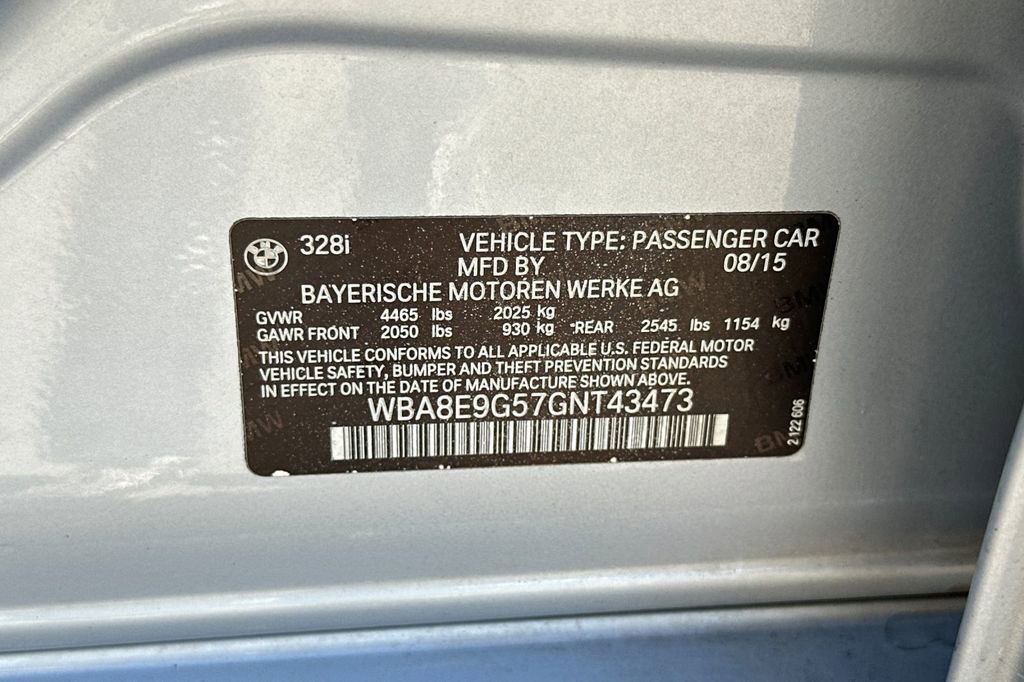 328i VEHICLE TYPE: PASSENGER CAR
MFD BY 08/15
BAYERISCHE MOTOREN WERKE AG
GVWR 4465 lbs 2025 kg
GAWR FRONT 2050 lbs 930 kg *REAR 2545 lbs 1154 kg
THIS VEHICLE CONFORMS TO ALL APPLICABLE U.S. FEDERAL MOTOR
VEHICLE SAFETY, BUMPER AND THEFT PREVENTION STANDARDS
IN EFFECT ON THE DATE OF MANUFACTURE SHOWN ABOVE.
WBA8E9G57GNT43473
2 122 606